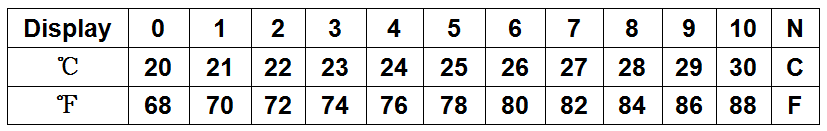 Display 0 1 2 3 4 5 6 7 8 9 10 N
℃ 20 21 22 23 24 25 26 27 28 29 30 C
℉ 68 70 72 74 76 78 80 82 84 86 88 F